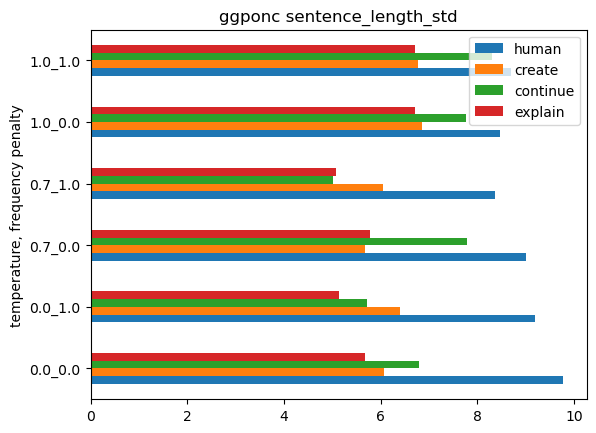 ggponc sentence_length_std
human
create
continue
explain
temperature, frequency penalty
1.0_1.0
1.0_0.0
0.7_1.0
0.7_0.0
0.0_1.0
0.0_0.0
0 2 4 6 8 10